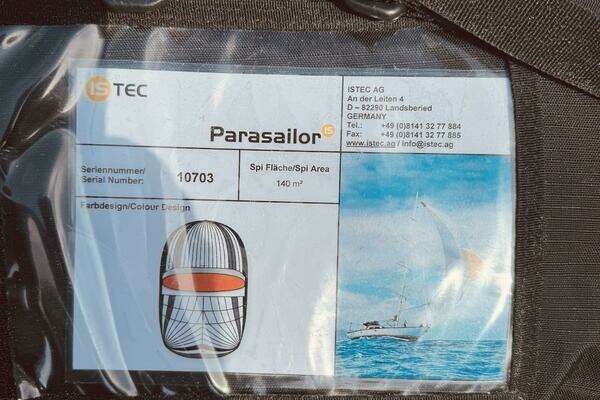 IS TEC
Parasailor IS
ISTEC AG
An der Leiten 4
D – 82290 Landsberied
GERMANY
Tel.: +49 (0)8141 32 77 884
Fax: +49 (0)8141 32 77 885
www.istec.ag / info@istec.ag
Seriennummer/
Serial Number: 10703
Spi Fläche/Spi Area
140 m²
Farbdesign/Colour Design